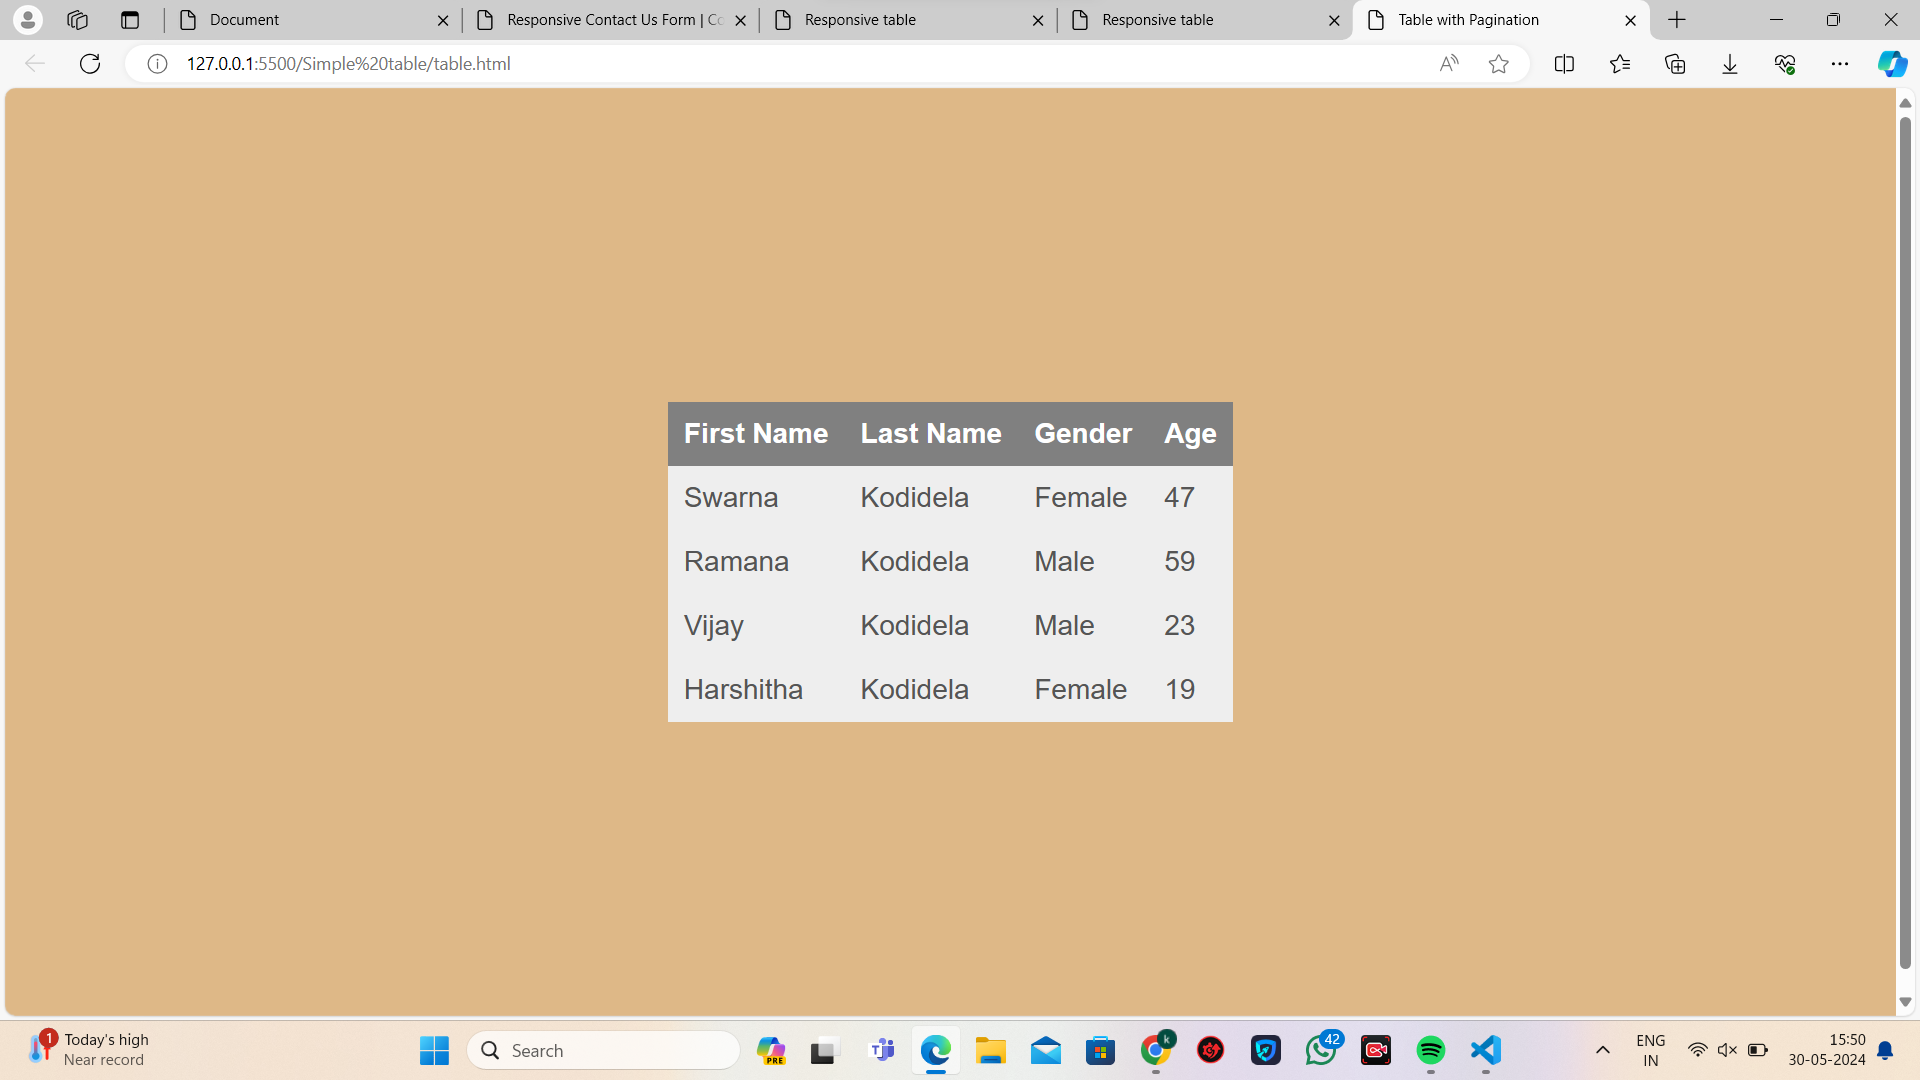 Document
Responsive Contact Us Form | Co
Responsive table
Responsive table
Table with Pagination
127.0.0.1:5500/Simple%20table/table.html
First Name Last Name Gender Age
Swarna Kodidela Female 47
Ramana Kodidela Male 59
Vijay Kodidela Male 23
Harshitha Kodidela Female 19
1
Today's high
Near record
Search
PRE
k
42
ENG
IN
15:50
30-05-2024